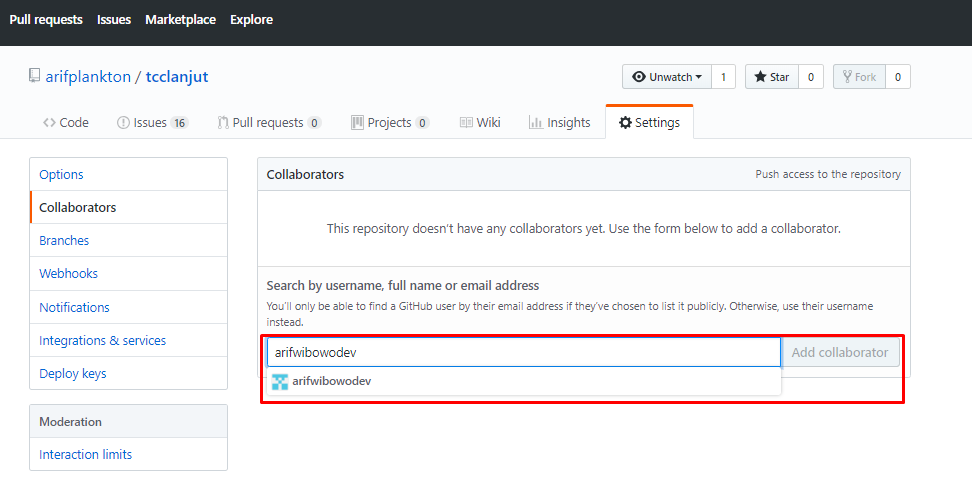 Pull requests Issues Marketplace Explore
arifplankton / tcclanjut
Unwatch 1 Star 0 Fork 0
Code Issues 16 Pull requests 0 Projects 0 Wiki Insights Settings
Options
Collaborators
Branches
Webhooks
Notifications
Integrations & services
Deploy keys
Moderation
Interaction limits
Collaborators Push access to the repository
This repository doesn't have any collaborators yet. Use the form below to add a collaborator.
Search by username, full name or email address
You'll only be able to find a GitHub user by their email address if they've chosen to list it publicly. Otherwise, use their username
instead.
arifwibowodev Add collaborator
arifwibowodev